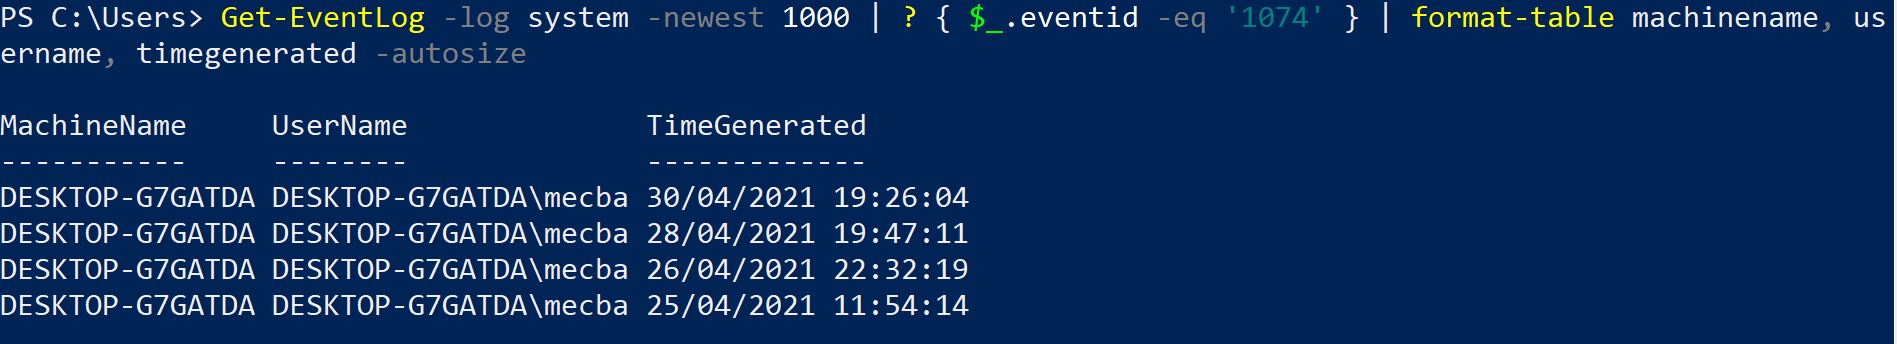 PS C:\Users> Get-EventLog -log system -newest 1000 | ? { $_.eventid -eq '1074' } | format-table machinename, us
ername, timegenerated -autosize
MachineName     UserName              TimeGenerated
-----------     --------              -------------
DESKTOP-G7GATDA DESKTOP-G7GATDA\mecba 30/04/2021 19:26:04
DESKTOP-G7GATDA DESKTOP-G7GATDA\mecba 28/04/2021 19:47:11
DESKTOP-G7GATDA DESKTOP-G7GATDA\mecba 26/04/2021 22:32:19
DESKTOP-G7GATDA DESKTOP-G7GATDA\mecba 25/04/2021 11:54:14